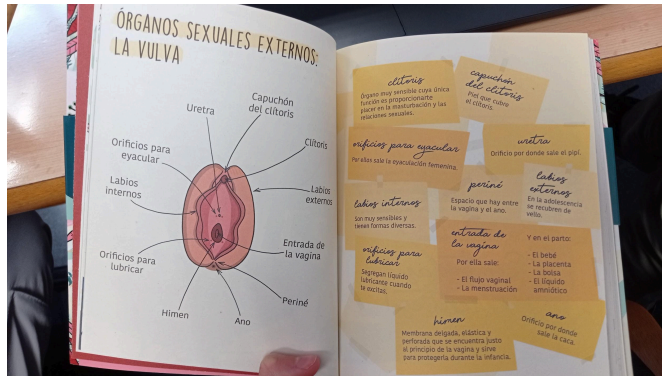 ÓRGANOS SEXUALES EXTERNOS:
LA VULVA
Uretra
Capuchón
del clítoris
Clítoris
Orificios para
eyacular
Labios
internos
Labios
externos
Orificios para
lubricar
Entrada de
la vagina
Himen
Ano
Periné
clítoris
Órgano muy sensible cuya única
función es proporcionarte
placer en la masturbación y las
relaciones sexuales.
capuchón
del clítoris
Piel que cubre
el clítoris.
orificios para eyacular
Por ellos sale la eyaculación femenina.
uretra
Orificio por donde sale el pipí.
labios internos
Son muy sensibles y
tienen formas diversas.
periné
Espacio que hay entre
la vagina y el ano.
labios
externos
En la adolescencia
se recubren de
vello.
orificios para
lubricar
Segregan líquido
lubricante cuando
te excitas.
entrada de
la vagina
Por ella sale:
- El flujo vaginal
- La menstruación
Y en el parto:
- El bebé
- La placenta
- La bolsa
- El líquido
amniótico
himen
Membrana delgada, elástica y
perforada que se encuentra justo
al principio de la vagina y sirve
para protegerla durante la infancia.
ano
Orificio por donde
sale la caca.